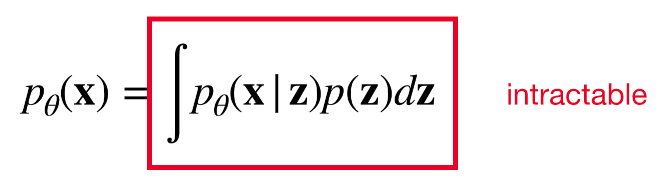 p_θ(𝐱) = ∫ p_θ(𝐱 | 𝐳)p(𝐳)d𝐳 intractable